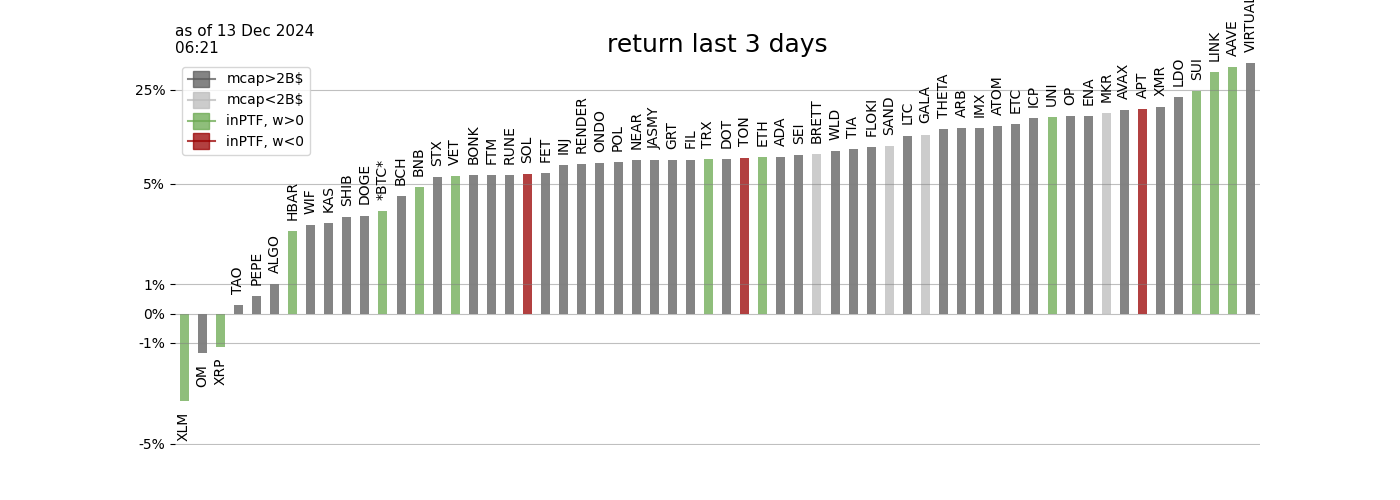 as of 13 Dec 2024
06:21
return last 3 days
mcap>2B$
mcap<2B$
inPTF, w>0
inPTF, w<0
25%
5%
1%
0%
-1%
-5%
XLM
OM
XRP
TAO
PEPE
ALGO
HBAR
WIF
KAS
SHIB
DOGE
*BTC*
BCH
BNB
STX
VET
BONK
FTM
RUNE
SOL
FET
INJ
RENDER
ONDO
POL
NEAR
JASMY
GRT
FIL
TRX
DOT
TON
ETH
ADA
SEI
BRETT
WLD
TIA
FLOKI
SAND
LTC
GALA
THETA
ARB
IMX
ATOM
ETC
ICP
UNI
OP
ENA
MKR
AVAX
APT
XMR
LDO
SUI
LINK
AAVE
VIRTUAL